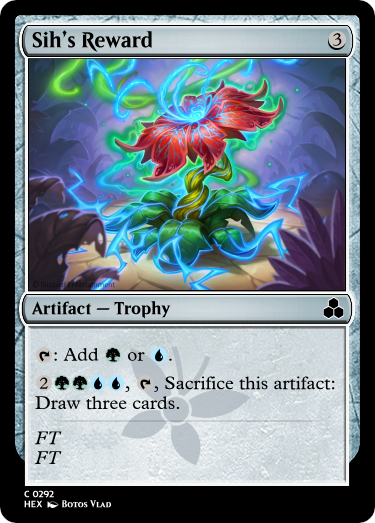 Sih's Reward 3
Artifact — Trophy
: Add or .
2 , , Sacrifice this artifact:
Draw three cards.
FT
FT
C 0292
HEX Botos Vlad